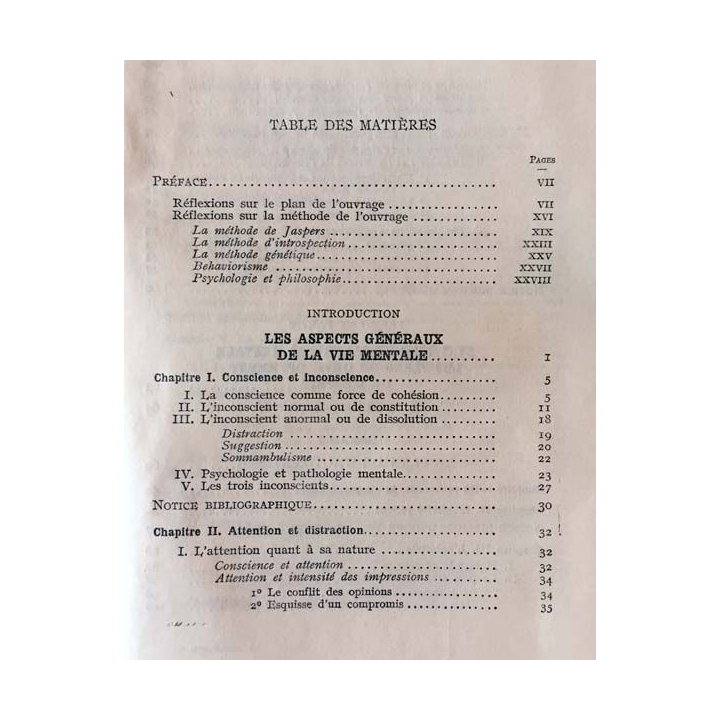 TABLE DES MATIÈRES
PAGES
PRÉFACE........ VII
Réflexions sur le plan de l'ouvrage ........ VII
Réflexions sur la méthode de l'ouvrage ........ XVI
La méthode de Jaspers ........ XIX
La méthode d'introspection ........ XXIII
La méthode génétique ........ XXV
Behaviorisme ........ XXVII
Psychologie et philosophie ........ XXVIII
INTRODUCTION
LES ASPECTS GÉNÉRAUX
DE LA VIE MENTALE .......... 1
Chapitre I. Conscience et inconscience ........ 5
I. La conscience comme force de cohésion ........ 5
II. L'inconscient normal ou de constitution ........ 11
III. L'inconscient anormal ou de dissolution ........ 18
Distraction ........ 19
Suggestion ........ 20
Somnambulisme ........ 22
IV. Psychologie et pathologie mentale ........ 23
V. Les trois inconscients ........ 27
NOTICE BIBLIOGRAPHIQUE ........ 30
Chapitre II. Attention et distraction ........ 32
I. L'attention quant à sa nature ........ 32
Conscience et attention ........ 32
Attention et intensité des impressions ........ 34
1º Le conflit des opinions ........ 34
2º Esquisse d'un compromis ........ 35